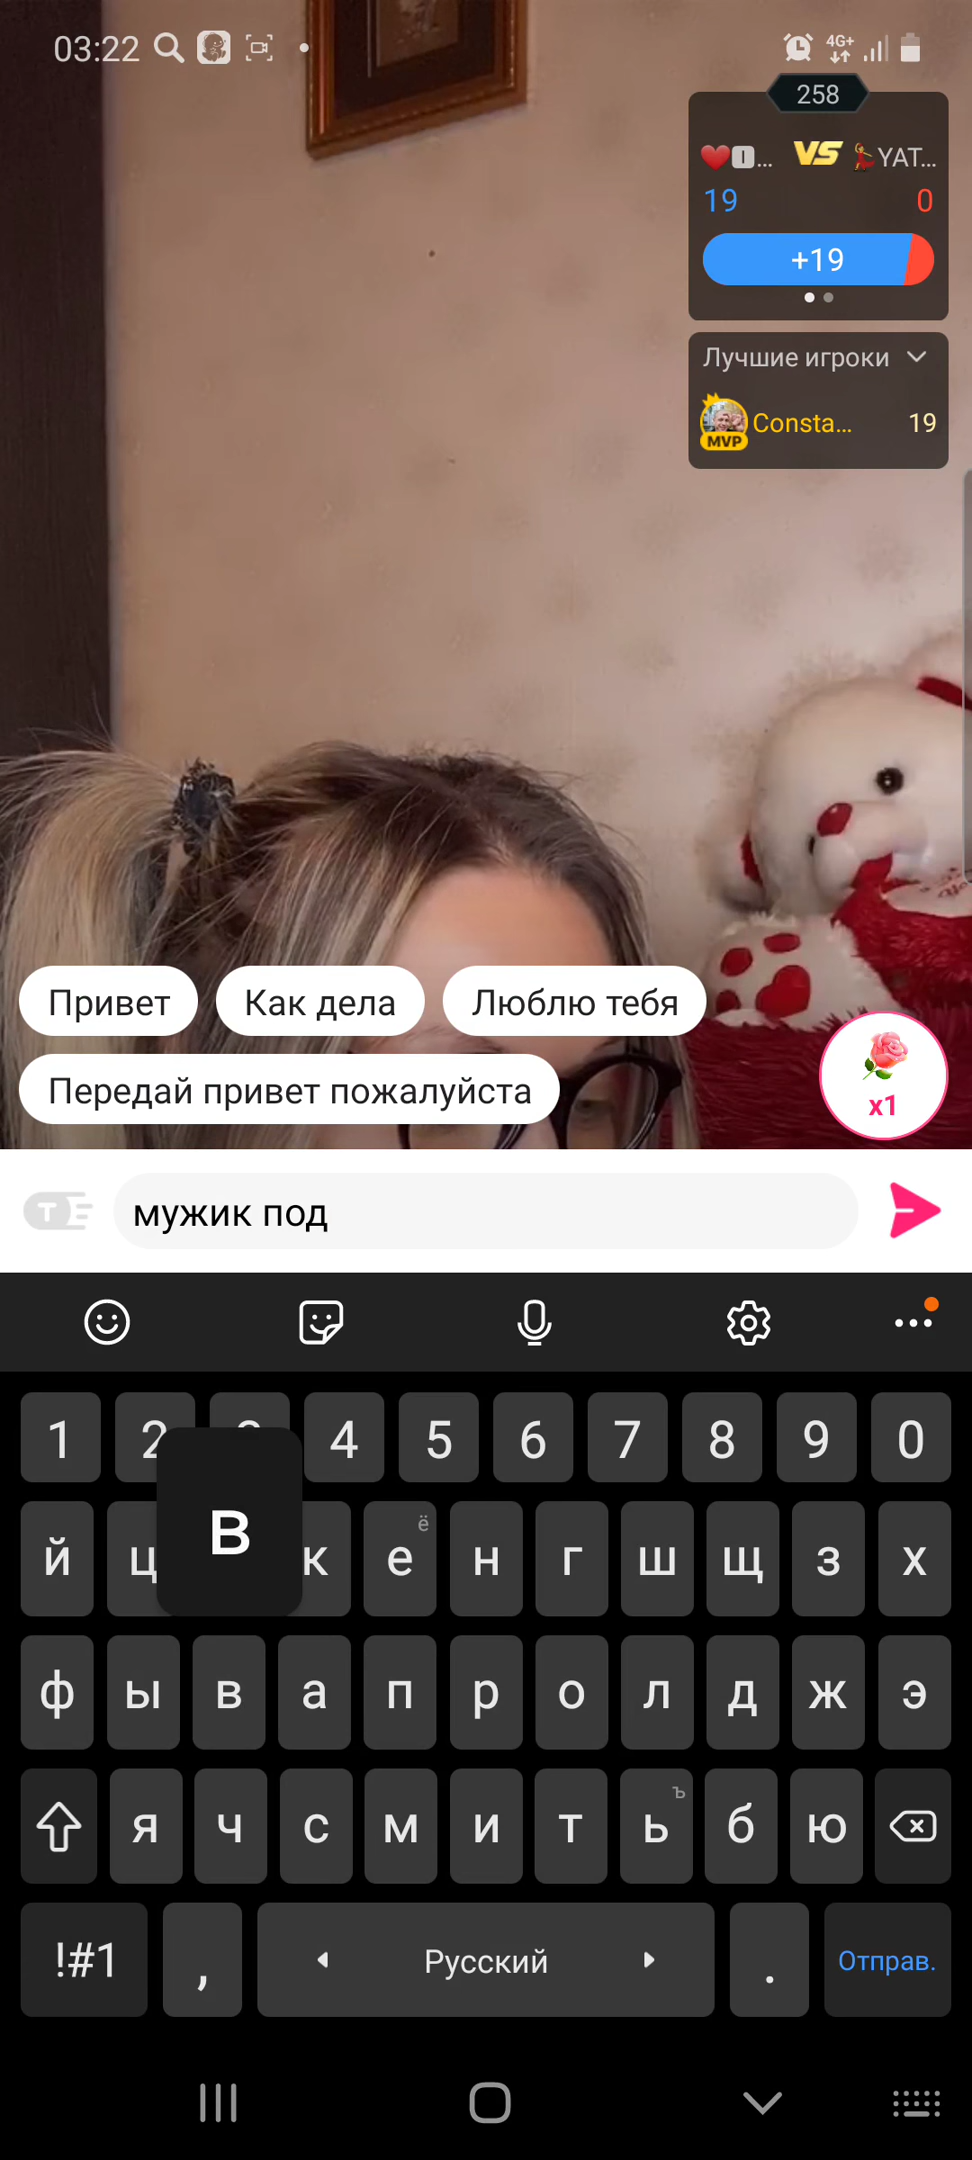 03:22
4G+
258
I... VS YAT...
19 0
+19
Лучшие игроки
MVP Consta... 19
Привет Как дела Люблю тебя
Передай привет пожалуйста
x1
T мужик под
1 2 4 5 6 7 8 9 0
в
й ц к е ё н г ш щ з х
ф ы в а п р о л д ж э
я ч с м и т ь ъ б ю
!#1 , Русский . Отправ.